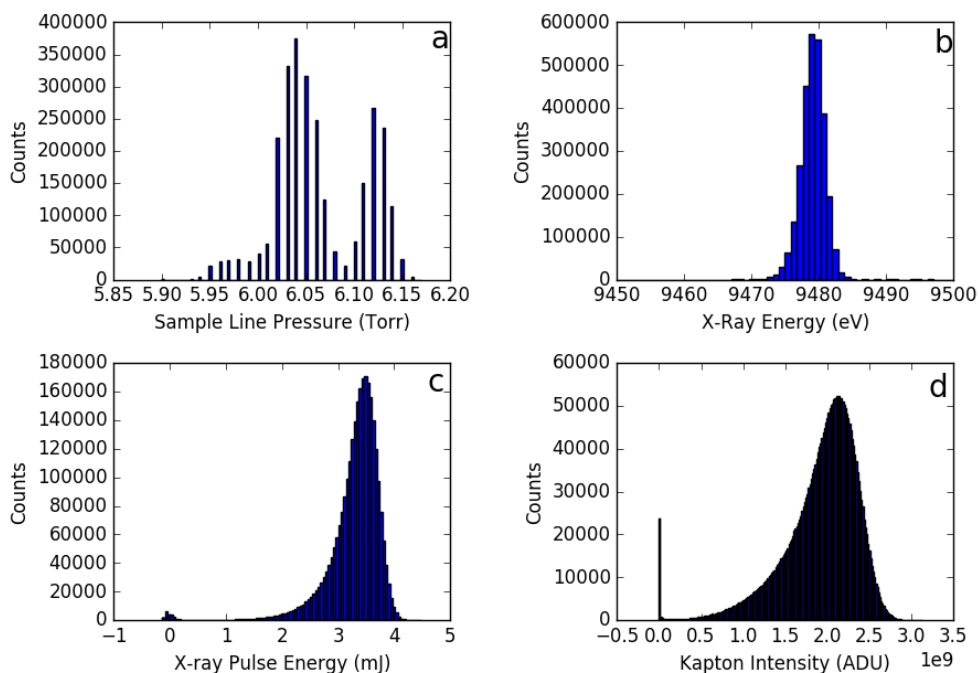 a
400000
350000
300000
250000
200000
150000
100000
50000
0
Counts
5.85 5.90 5.95 6.00 6.05 6.10 6.15 6.20
Sample Line Pressure (Torr)
b
600000
500000
400000
300000
200000
100000
0
Counts
9450 9460 9470 9480 9490 9500
X-Ray Energy (eV)
c
180000
160000
140000
120000
100000
80000
60000
40000
20000
0
Counts
−1 0 1 2 3 4 5
X-ray Pulse Energy (mJ)
d
60000
50000
40000
30000
20000
10000
0
Counts
−0.5 0.0 0.5 1.0 1.5 2.0 2.5 3.0 3.5
1e9
Kapton Intensity (ADU)